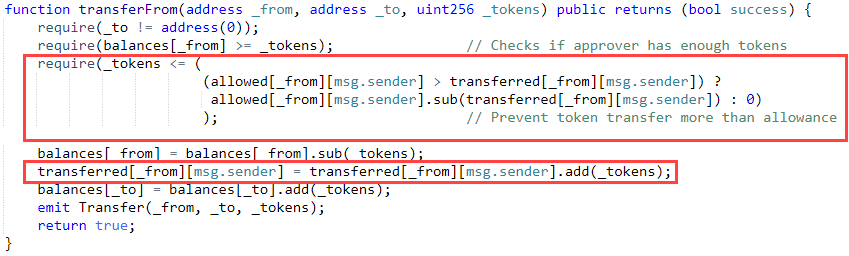 function transferFrom(address _from, address _to, uint256 _tokens) public returns (bool success) {
require(_to != address(0));
require(balances[_from] >= _tokens); // Checks if approver has enough tokens
require(_tokens <= (
(allowed[_from][msg.sender] > transferred[_from][msg.sender]) ?
allowed[_from][msg.sender].sub(transferred[_from][msg.sender]) : 0)
); // Prevent token transfer more than allowance
balances[_from] = balances[_from].sub(_tokens);
transferred[_from][msg.sender] = transferred[_from][msg.sender].add(_tokens);
balances[_to] = balances[_to].add(_tokens);
emit Transfer(_from, _to, _tokens);
return true;
}